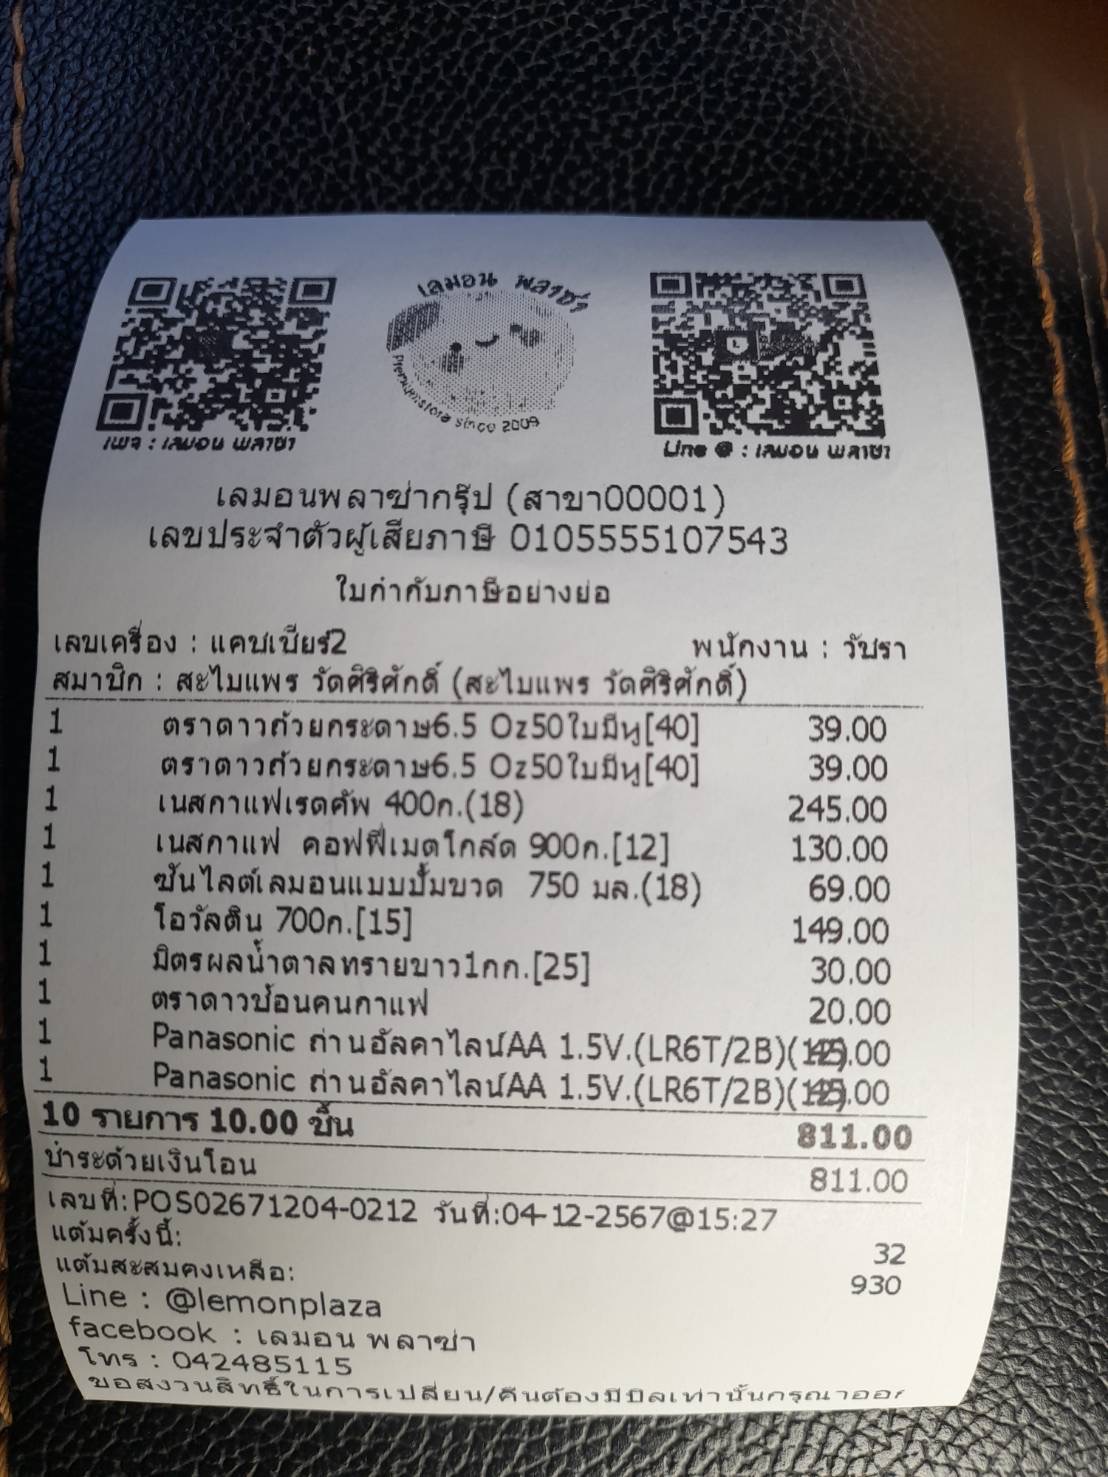 เลมอน พลาซ่า
Premium store since 2009
เพจ : เลมอน พลาซ่า
Line @ : เลมอน พลาซ่า
เลมอนพลาซ่ากรุ๊ป (สาขา00001)
เลขประจำตัวผู้เสียภาษี 0105555107543
ใบกำกับภาษีอย่างย่อ
เลขเครื่อง : แคชเชียร์2 พนักงาน : วัชรา
สมาชิก : สะไบแพร วัดศิริศักดิ์ (สะไบแพร วัดศิริศักดิ์)
1 ตราดาวถ้วยกระดาษ6.5 Oz50ใบมีหู[40] 39.00
1 ตราดาวถ้วยกระดาษ6.5 Oz50ใบมีหู[40] 39.00
1 เนสกาแฟเรดคัพ 400ก.(18) 245.00
1 เนสกาแฟ คอฟฟี่เมตโกล์ด 900ก.[12] 130.00
1 ซันไลต์เลมอนแบบปั้มขวด 750 มล.(18) 69.00
1 โอวัลติน 700ก.[15] 149.00
1 มิตรผลน้ำตาลทรายขาว1กก.[25] 30.00
1 ตราดาวช้อนคนกาแฟ 20.00
1 Panasonic ถ่านอัลคาไลน์AA 1.5V.(LR6T/2B)(12) 45.00
1 Panasonic ถ่านอัลคาไลน์AA 1.5V.(LR6T/2B)(12) 45.00
10 รายการ 10.00 ชิ้น 811.00
ชำระด้วยเงินโอน 811.00
เลขที่:POS02671204-0212 วันที่:04-12-2567@15:27
แต้มครั้งนี้: 32
แต้มสะสมคงเหลือ: 930
Line : @lemonplaza
facebook : เลมอน พลาซ่า
โทร : 042485115
ขอสงวนสิทธิ์ในการเปลี่ยน/คืนต้องมีบิลเท่านั้นกรุณา